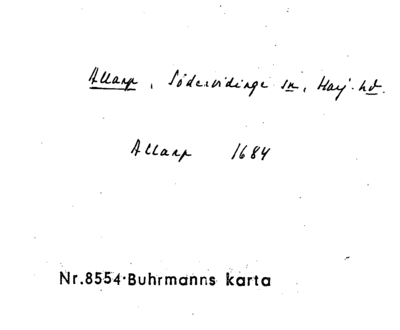 Allarp, Södervidinge sn, Harj. hd.
Allarp 1684
Nr.8554·Buhrmanns karta